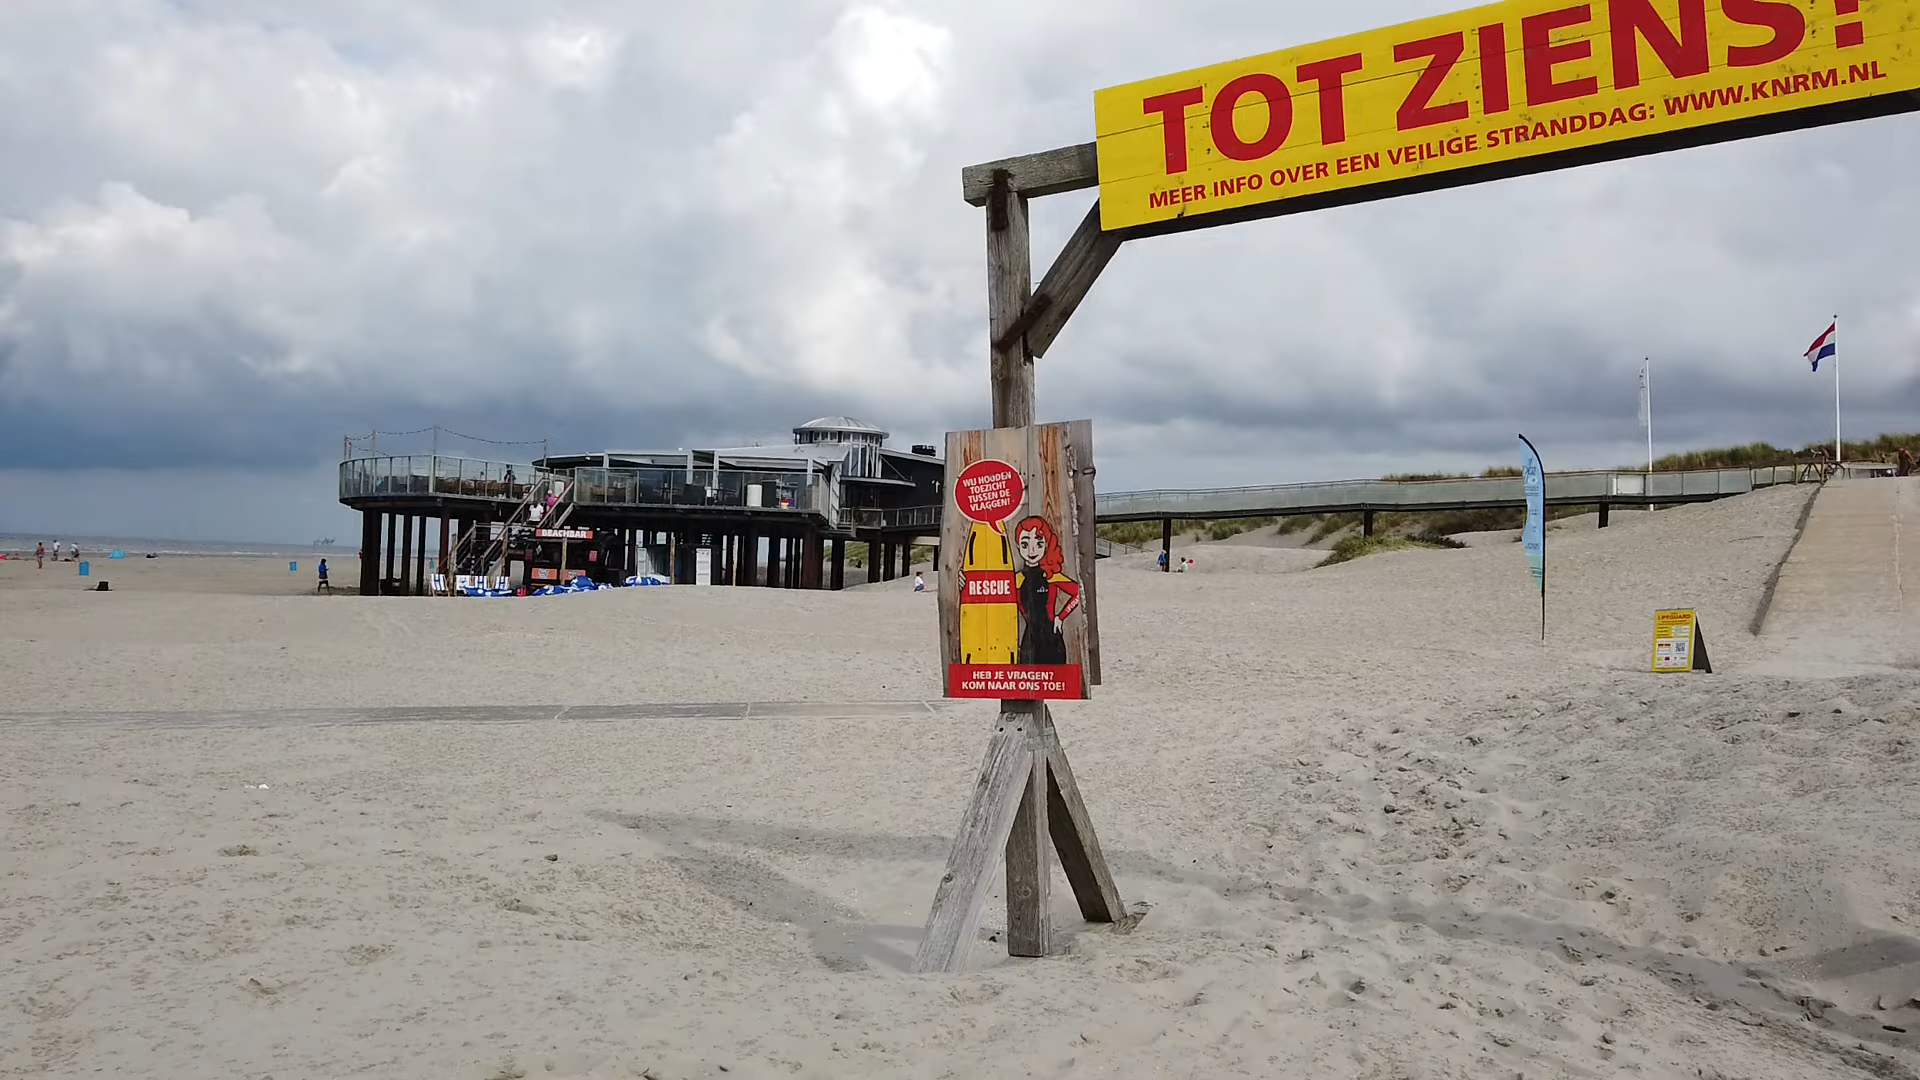 TOT ZIENS!
MEER INFO OVER EEN VEILIGE STRANDDAG: WWW.KNRM.NL
WIJ HOUDEN
TOEZICHT
TUSSEN DE
VLAGGEN!
RESCUE
HEB JE VRAGEN?
KOM NAAR ONS TOE!
BEACHBAR
LIFEGUARD